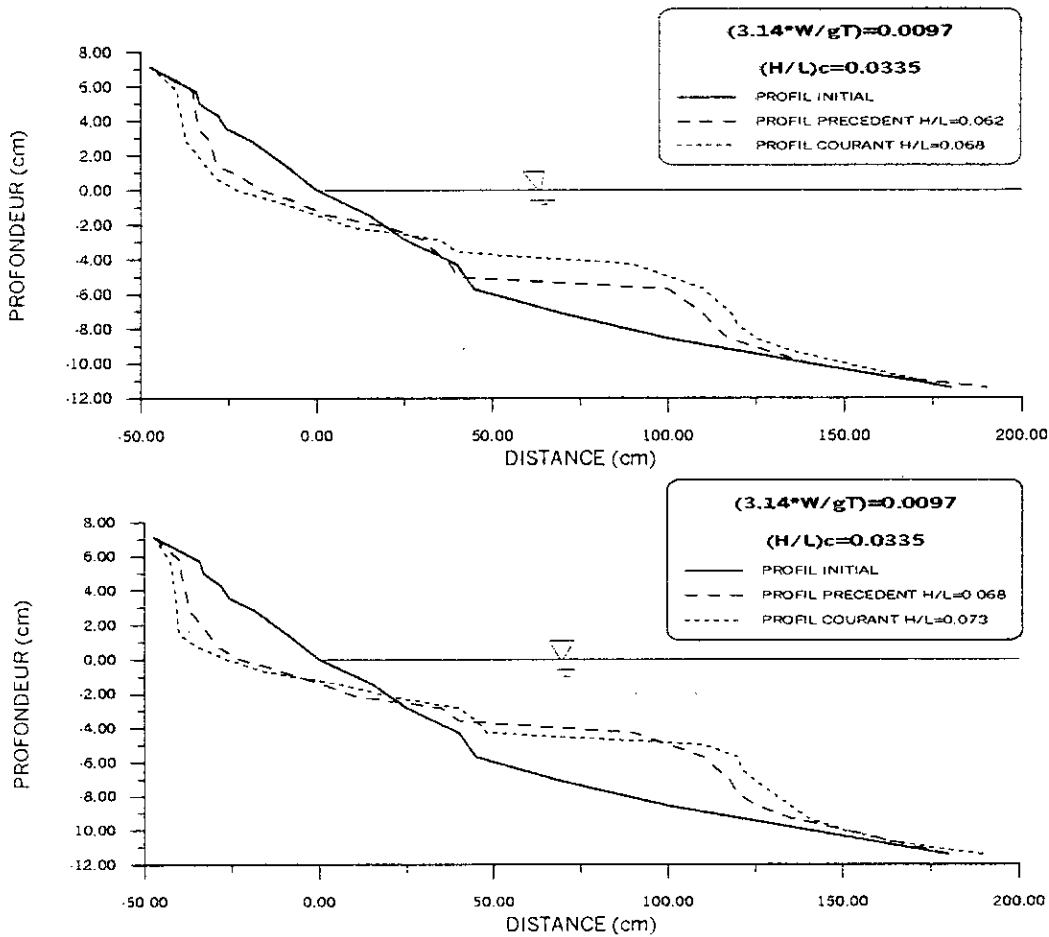 (3.14*W/gT)=0.0097
(H/L)c=0.0335
PROFIL INITIAL
PROFIL PRECEDENT H/L=0.062
PROFIL COURANT H/L=0.068
8.00
6.00
4.00
2.00
0.00
-2.00
-4.00
-6.00
-8.00
-10.00
-12.00
PROFONDEUR (cm)
-50.00 0.00 50.00 100.00 150.00 200.00
DISTANCE (cm)
(3.14*W/gT)=0.0097
(H/L)c=0.0335
PROFIL INITIAL
PROFIL PRECEDENT H/L=0.068
PROFIL COURANT H/L=0.073
8.00
6.00
4.00
2.00
0.00
-2.00
-4.00
-6.00
-8.00
-10.00
-12.00
PROFONDEUR (cm)
-50.00 0.00 50.00 100.00 150.00 200.00
DISTANCE (cm)